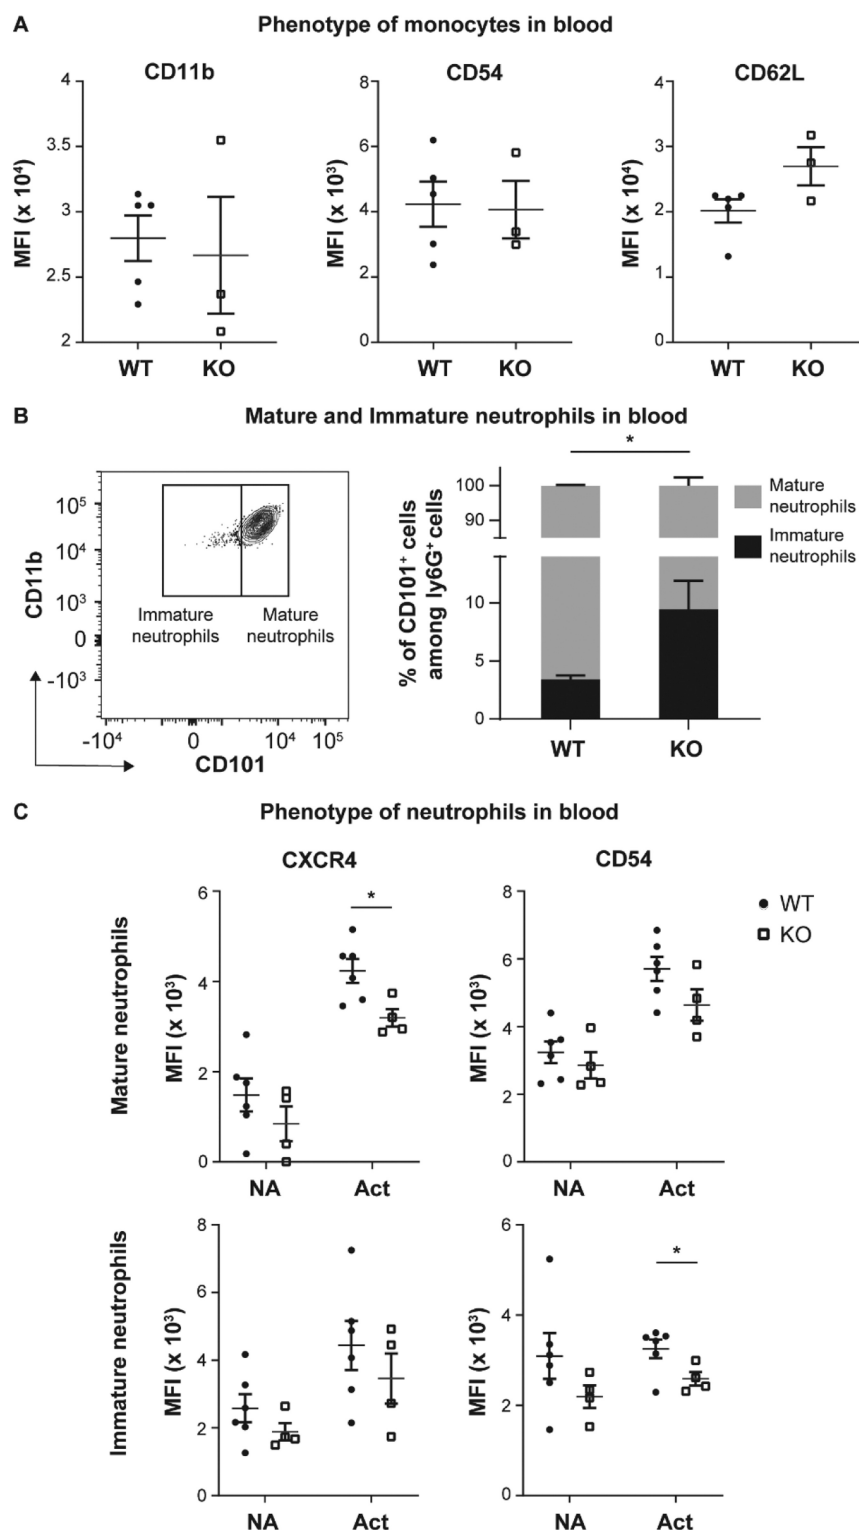 A Phenotype of monocytes in blood
CD11b
CD54
CD62L
MFI (x 10⁴)
4
3.5
3
2.5
2
WT KO
MFI (x 10³)
8
6
4
2
0
WT KO
MFI (x 10⁴)
4
2
0
WT KO
B Mature and Immature neutrophils in blood
CD11b
10⁵
10⁴
10³
0
-10³
Immature
neutrophils
Mature
neutrophils
-10⁴ 0 10⁴ 10⁵
CD101
% of CD101⁺ cells
among ly6G⁺ cells
100
90
10
5
0
*
WT KO
Mature
neutrophils
Immature
neutrophils
C Phenotype of neutrophils in blood
CXCR4
CD54
WT
KO
Mature neutrophils
MFI (x 10³)
6
4
2
0
*
NA Act
MFI (x 10³)
8
6
4
2
0
NA Act
Immature neutrophils
MFI (x 10³)
8
6
4
2
0
NA Act
MFI (x 10³)
6
4
2
0
*
NA Act